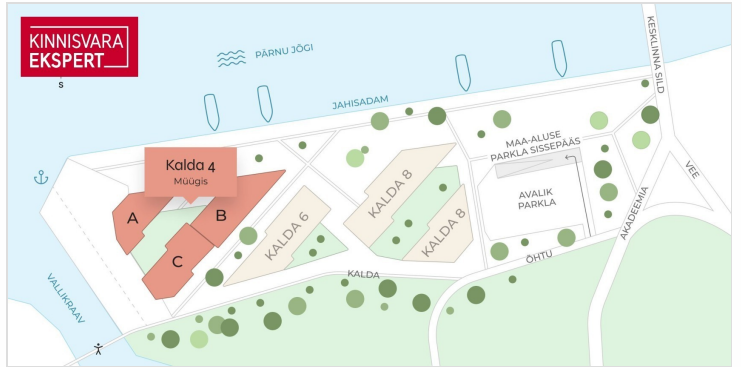 KINNISVARA
EKSPERT
S
PÄRNU JÕGI
JAHISADAM
KESKLINNA SILD
MAA-ALUSE
PARKLA SISSEPÄÄS
Kalda 4
Müügis
A
B
C
KALDA 6
KALDA 8
KALDA 8
AVALIK
PARKLA
VEE
AKADEEMIA
ÕHTU
KALDA
VALLIKRAAV